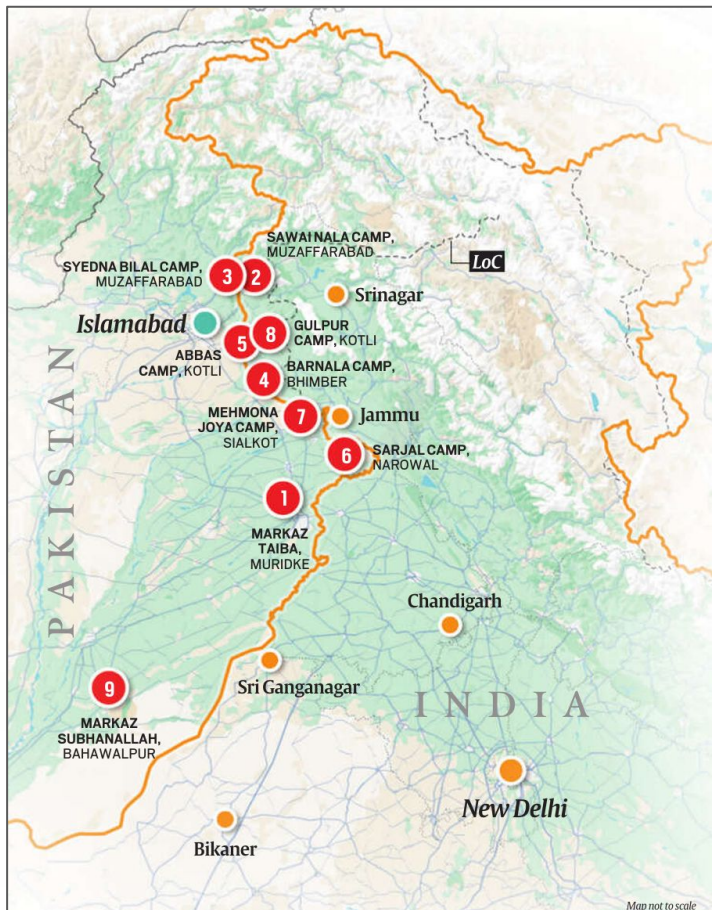 SAWAI NALA CAMP,
MUZAFFARABAD
LoC
SYEDNA BILAL CAMP,
MUZAFFARABAD
3
2
Srinagar
Islamabad
8
GULPUR
CAMP, KOTLI
5
ABBAS
CAMP, KOTLI
4
BARNALA CAMP,
BHIMBER
MEHMONA
JOYA CAMP,
SIALKOT
7
Jammu
6
SARJAL CAMP,
NAROWAL
1
MARKAZ
TAIBA,
MURIDKE
PAKISTAN
Chandigarh
Sri Ganganagar
9
MARKAZ
SUBHANALLAH,
BAHAWALPUR
INDIA
New Delhi
Bikaner
Map not to scale